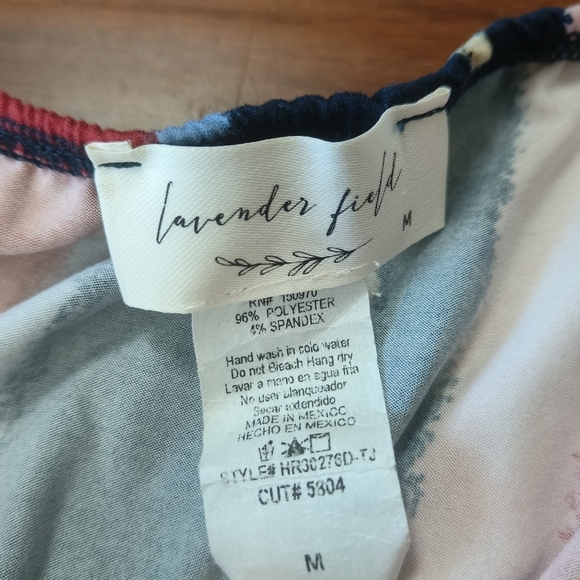 lavender field
M
RN# 150970
96% POLYESTER
4% SPANDEX
Hand wash in cold water
Do not Bleach Hang dry
Lavar a mano en agua fria
No user blanqueador
Secar extendido
MADE IN MEXICO
HECHO EN MEXICO
STYLE# HR30276D-TJ
CUT# 5804
M